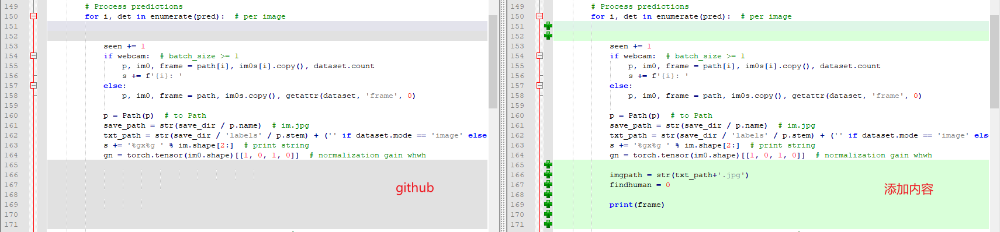 149 # Process predictions
150 for i, det in enumerate(pred):  # per image
151
152
153 seen += 1
154 if webcam:  # batch_size >= 1
155 p, im0, frame = path[i], im0s[i].copy(), dataset.count
156 s += f'{i}: '
157 else:
158 p, im0, frame = path, im0s.copy(), getattr(dataset, 'frame', 0)
159
160 p = Path(p)  # to Path
161 save_path = str(save_dir / p.name)  # im.jpg
162 txt_path = str(save_dir / 'labels' / p.stem) + ('' if dataset.mode == 'image' else
163 s += '%gx%g ' % im.shape[2:]  # print string
164 gn = torch.tensor(im0.shape)[[1, 0, 1, 0]]  # normalization gain whwh
165
166
167 github
168
169
170
171
149 # Process predictions
150 for i, det in enumerate(pred):  # per image
151
152
153 seen += 1
154 if webcam:  # batch_size >= 1
155 p, im0, frame = path[i], im0s[i].copy(), dataset.count
156 s += f'{i}: '
157 else:
158 p, im0, frame = path, im0s.copy(), getattr(dataset, 'frame', 0)
159
160 p = Path(p)  # to Path
161 save_path = str(save_dir / p.name)  # im.jpg
162 txt_path = str(save_dir / 'labels' / p.stem) + ('' if dataset.mode == 'image' els
163 s += '%gx%g ' % im.shape[2:]  # print string
164 gn = torch.tensor(im0.shape)[[1, 0, 1, 0]]  # normalization gain whwh
165
166 imgpath = str(txt_path+'.jpg')
167 findhuman = 0
添加内容
168
169 print(frame)
170
171